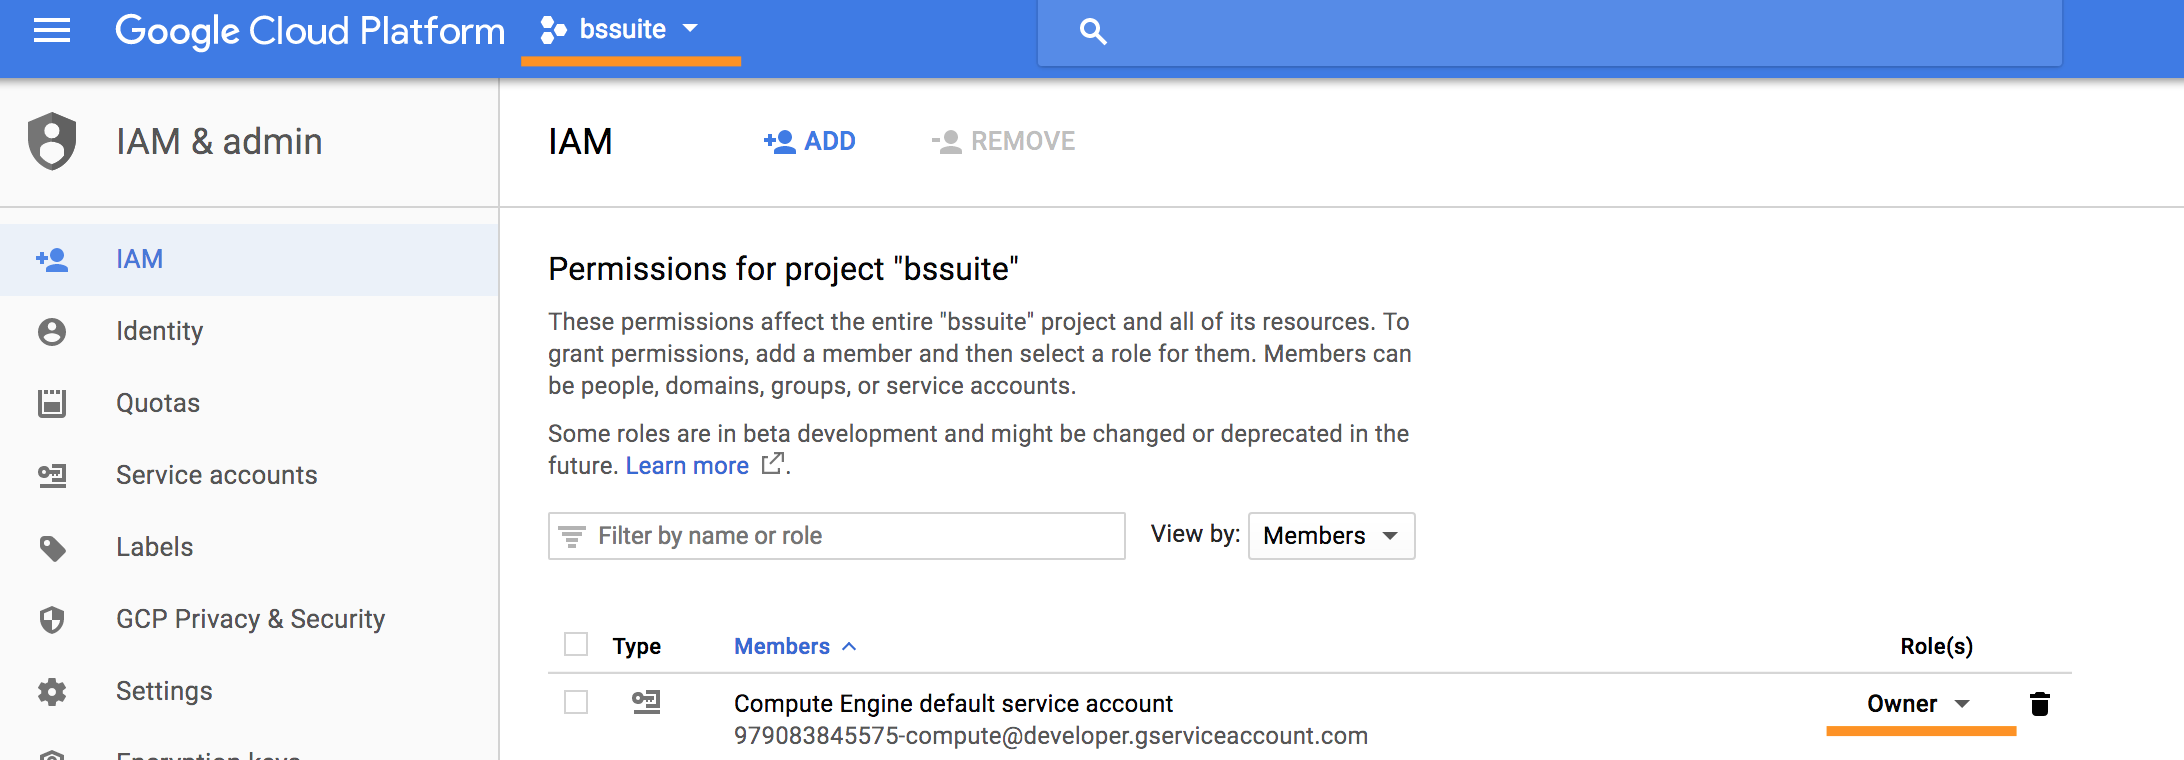 Google Cloud Platform
bssuite
IAM & admin
IAM
ADD
REMOVE
IAM
Identity
Quotas
Service accounts
Labels
GCP Privacy & Security
Settings
Encryption keys
Permissions for project "bssuite"
These permissions affect the entire "bssuite" project and all of its resources. To
grant permissions, add a member and then select a role for them. Members can
be people, domains, groups, or service accounts.
Some roles are in beta development and might be changed or deprecated in the
future. Learn more .
Filter by name or role
View by: Members
Type Members Role(s)
Compute Engine default service account Owner
979083845575-compute@developer.gserviceaccount.com